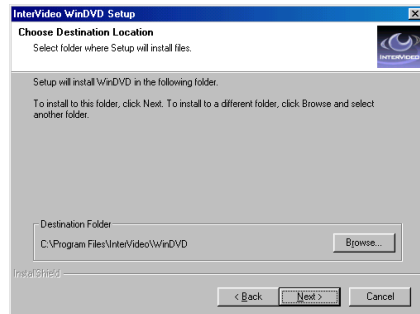 InterVideo WinDVD Setup
Choose Destination Location
Select folder where Setup will install files.
INTERVIDEO
Setup will install WinDVD in the following folder.
To install to this folder, click Next. To install to a different folder, click Browse and select
another folder.
Destination Folder
C:\Program Files\InterVideo\WinDVD
Browse...
InstallShield
< Back
Next >
Cancel